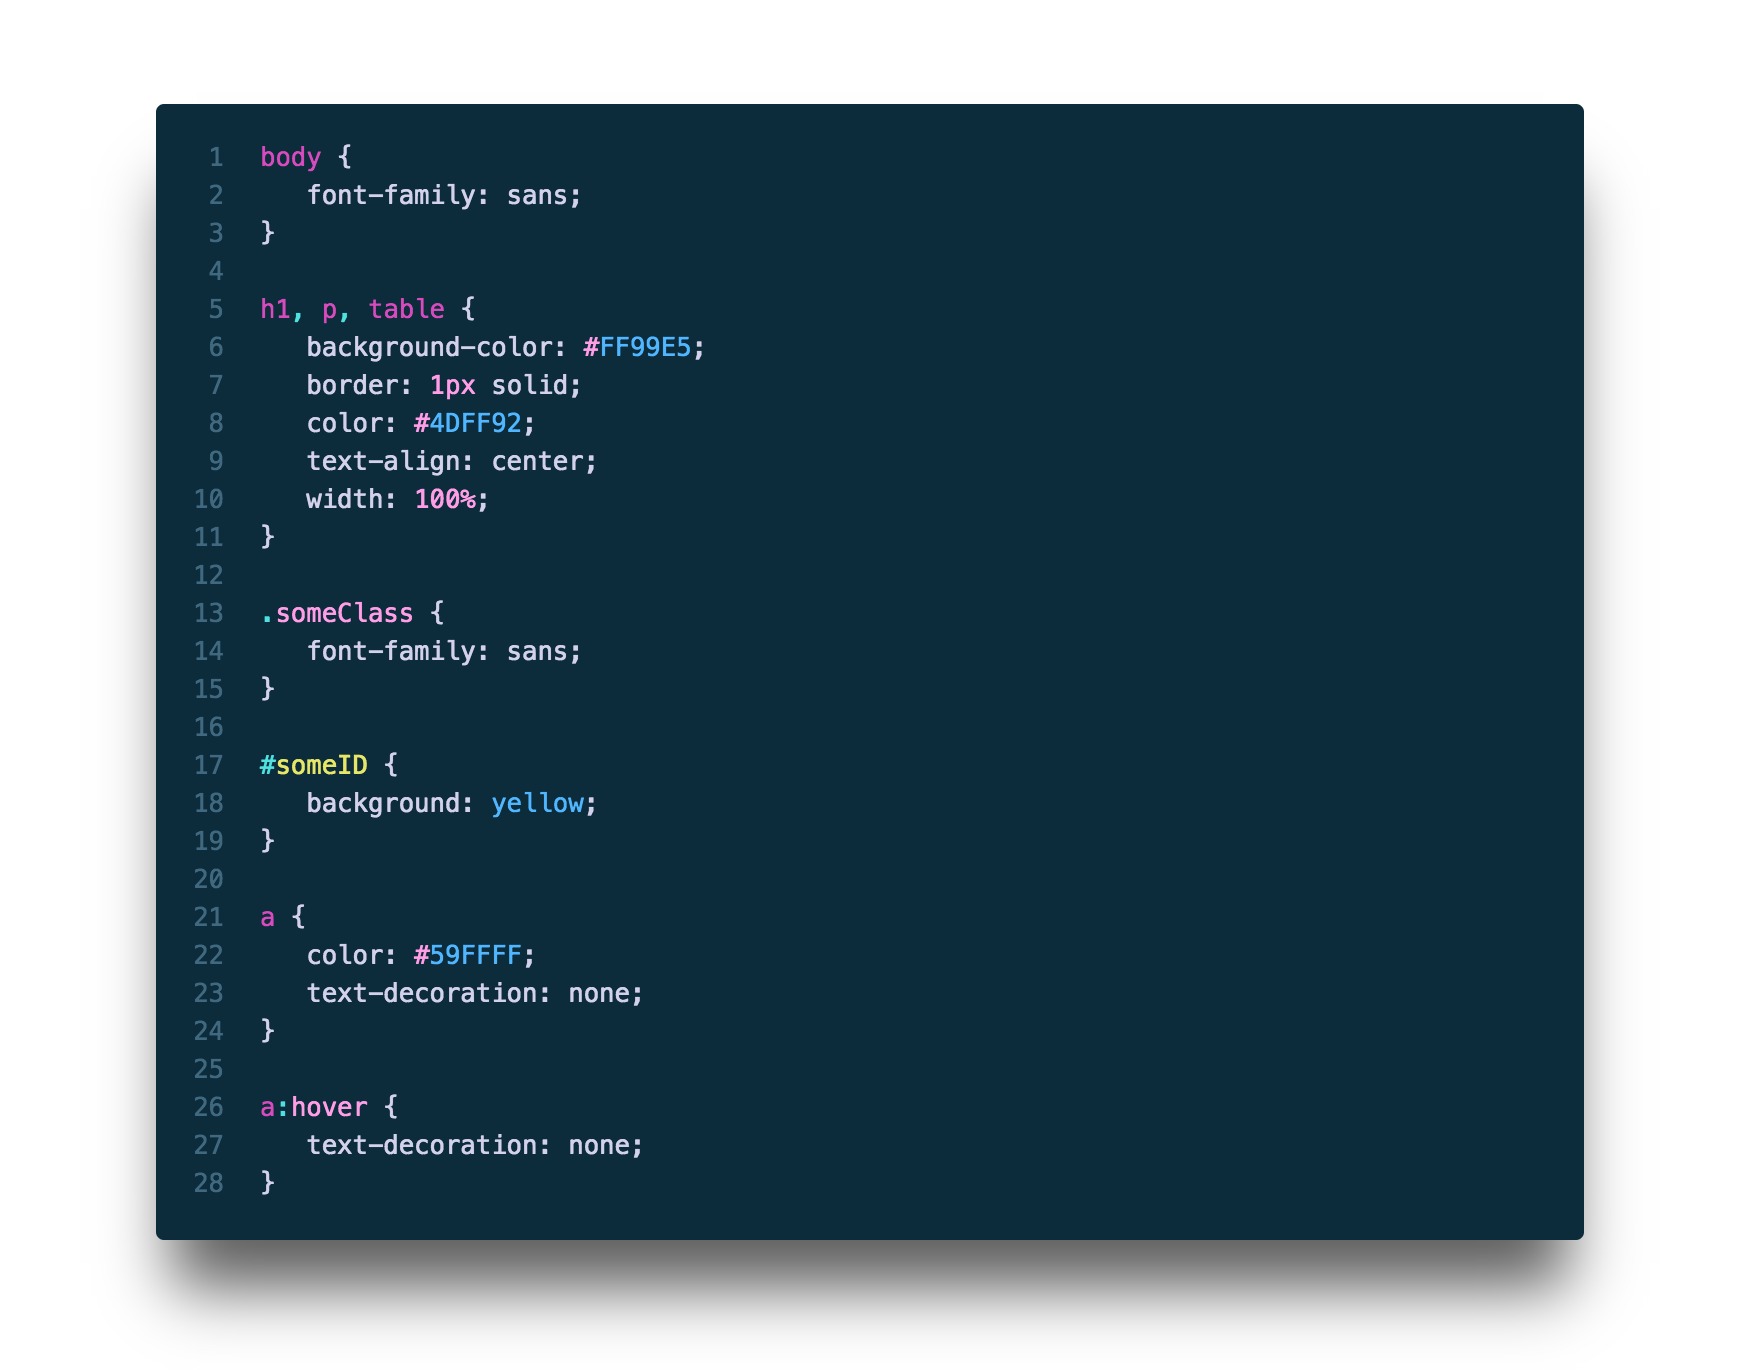 1 body {
2    font-family: sans;
3 }
4
5 h1, p, table {
6    background-color: #FF99E5;
7    border: 1px solid;
8    color: #4DFF92;
9    text-align: center;
10    width: 100%;
11 }
12
13 .someClass {
14    font-family: sans;
15 }
16
17 #someID {
18    background: yellow;
19 }
20
21 a {
22    color: #59FFFF;
23    text-decoration: none;
24 }
25
26 a:hover {
27    text-decoration: none;
28 }